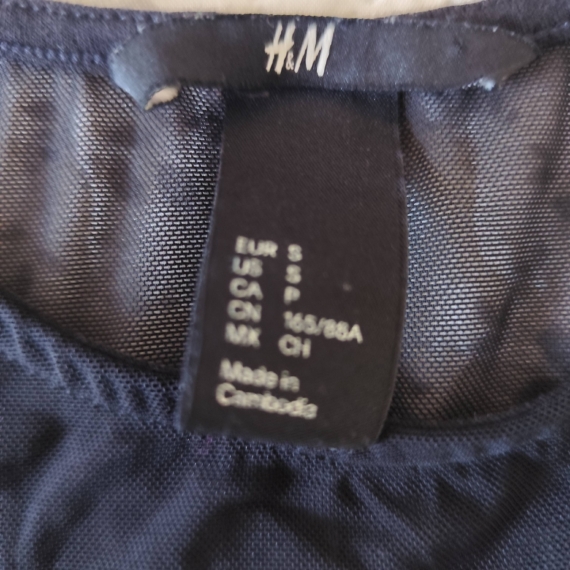 H&M
EUR S
US S
CA P
CN 165/88A
MX CH
Made in
Cambodia